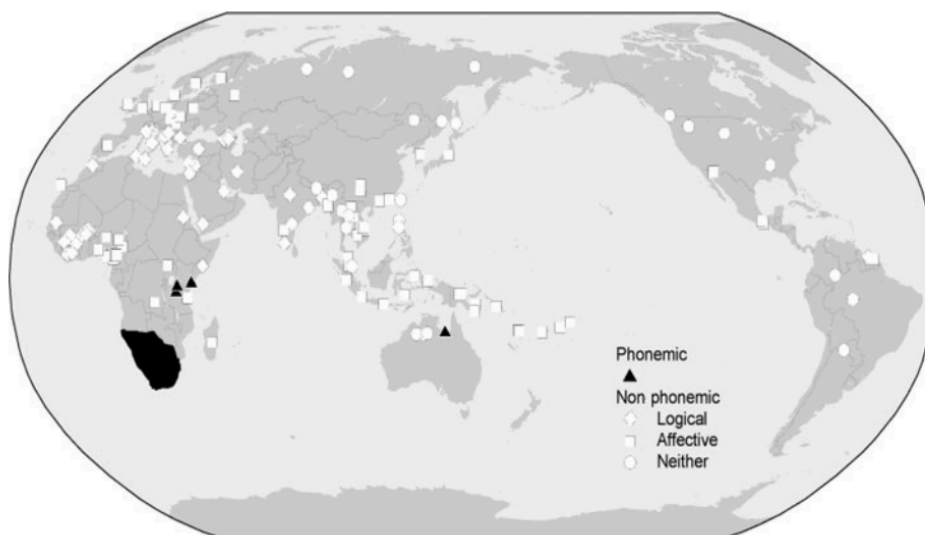 Phonemic
Non phonemic
Logical
Affective
Neither